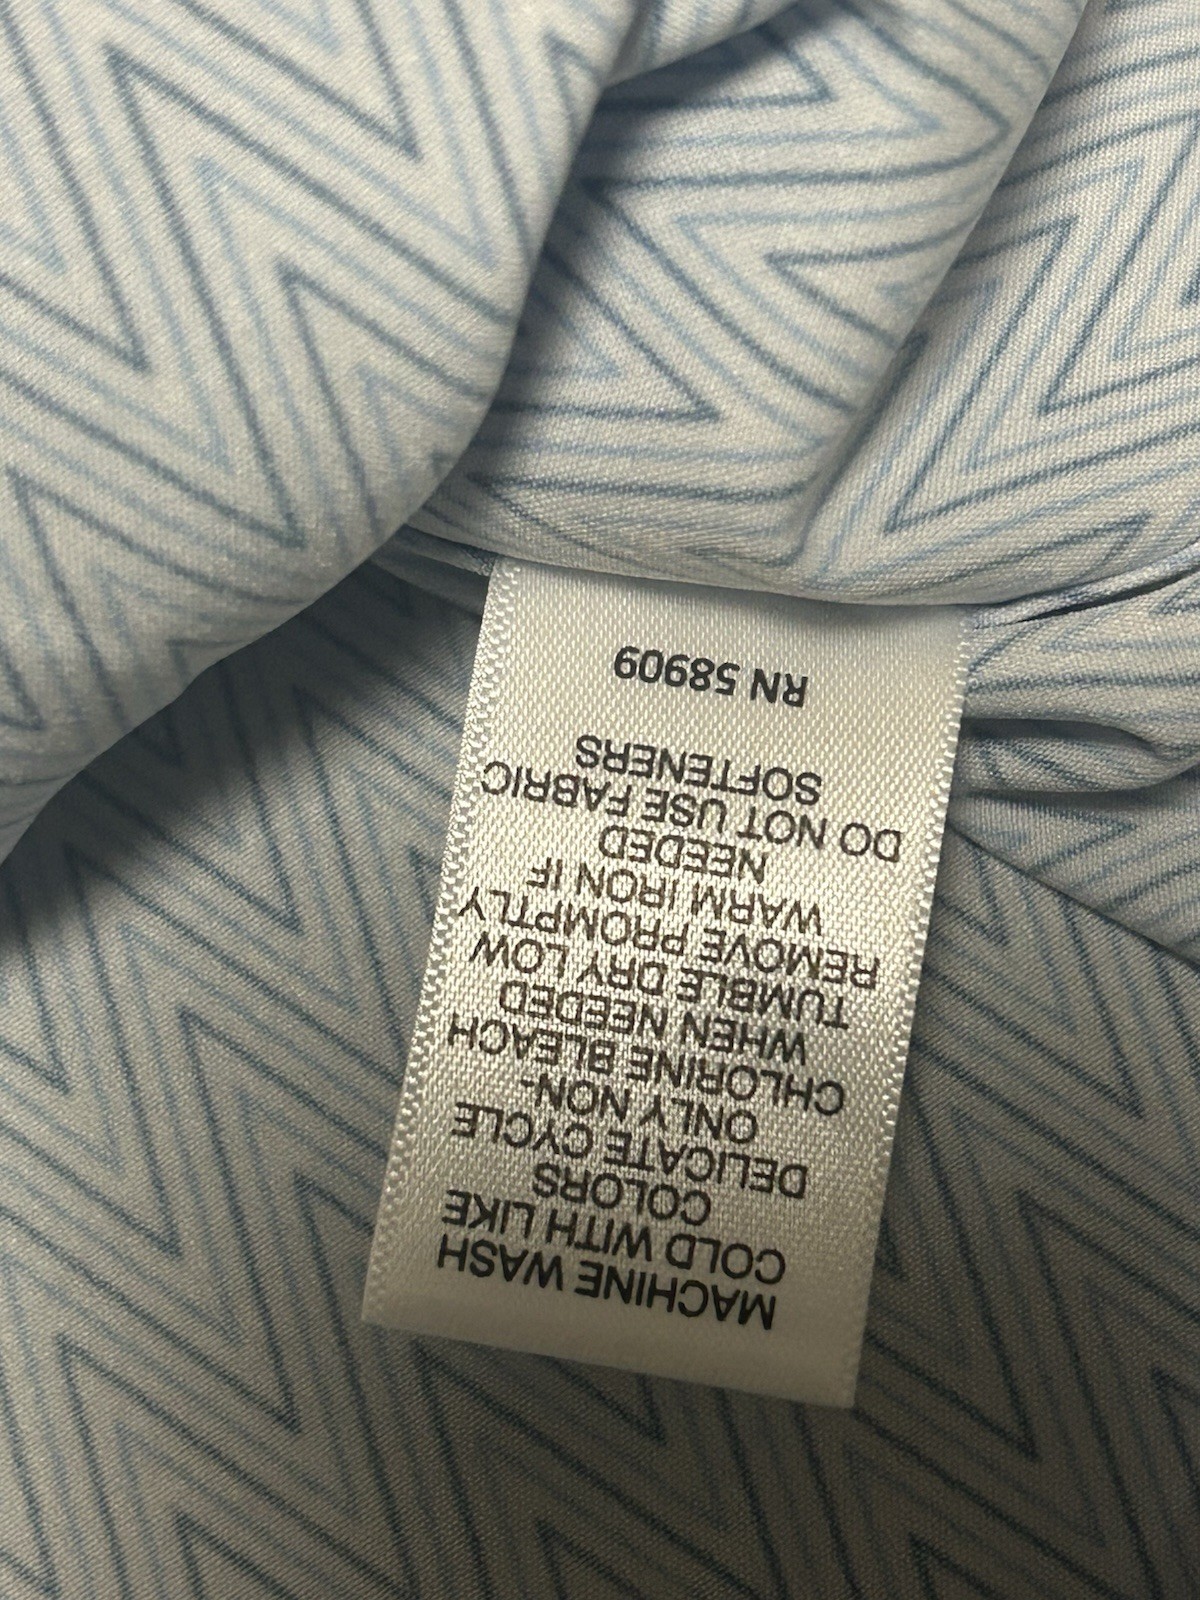 MACHINE WASH
COLD WITH LIKE
COLORS
DELICATE CYCLE
ONLY NON-
CHLORINE BLEACH
WHEN NEEDED
TUMBLE DRY LOW
REMOVE PROMPTLY
WARM IRON IF
NEEDED
DO NOT USE FABRIC
SOFTENERS
RN 58909